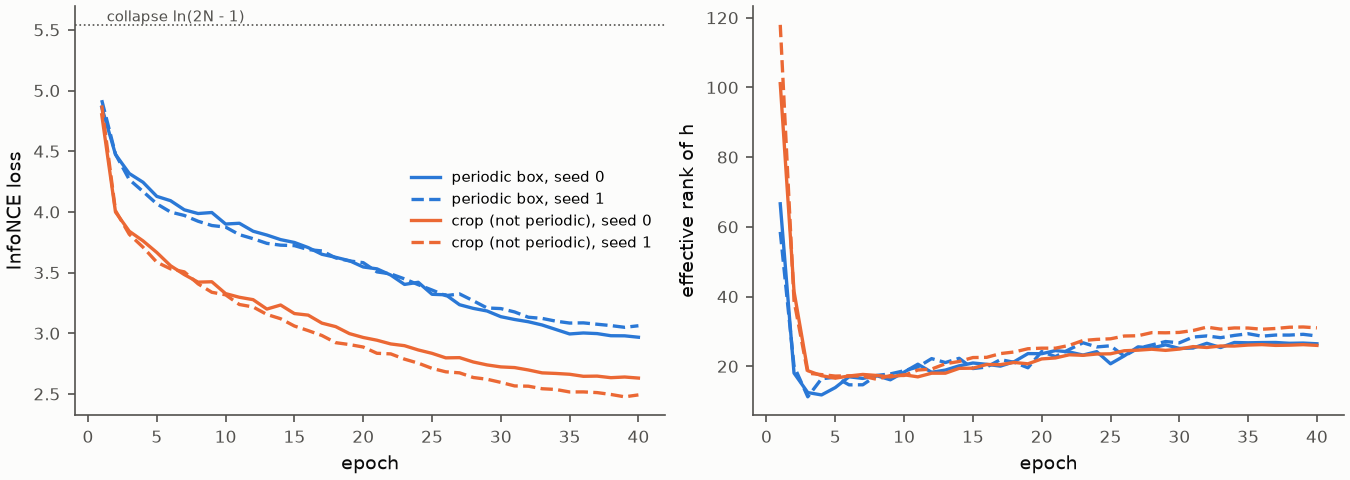 collapse ln(2N - 1)
5.5
5.0
4.5
4.0
3.5
3.0
2.5
InfoNCE loss
periodic box, seed 0
periodic box, seed 1
crop (not periodic), seed 0
crop (not periodic), seed 1
0 5 10 15 20 25 30 35 40
epoch
120
100
80
60
40
20
effective rank of h
0 5 10 15 20 25 30 35 40
epoch